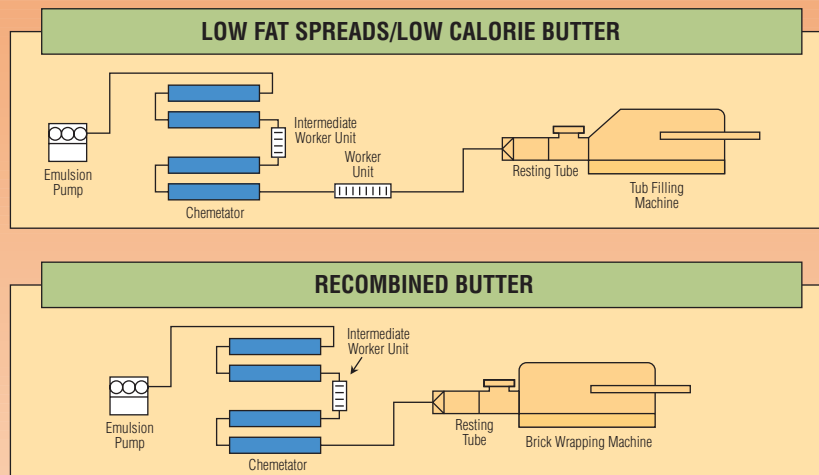 LOW FAT SPREADS/LOW CALORIE BUTTER
Intermediate
Worker Unit
Worker
Unit
Emulsion
Pump
Chemetator
Resting Tube
Tub Filling
Machine
RECOMBINED BUTTER
Intermediate
Worker Unit
Emulsion
Pump
Chemetator
Resting
Tube
Brick Wrapping Machine